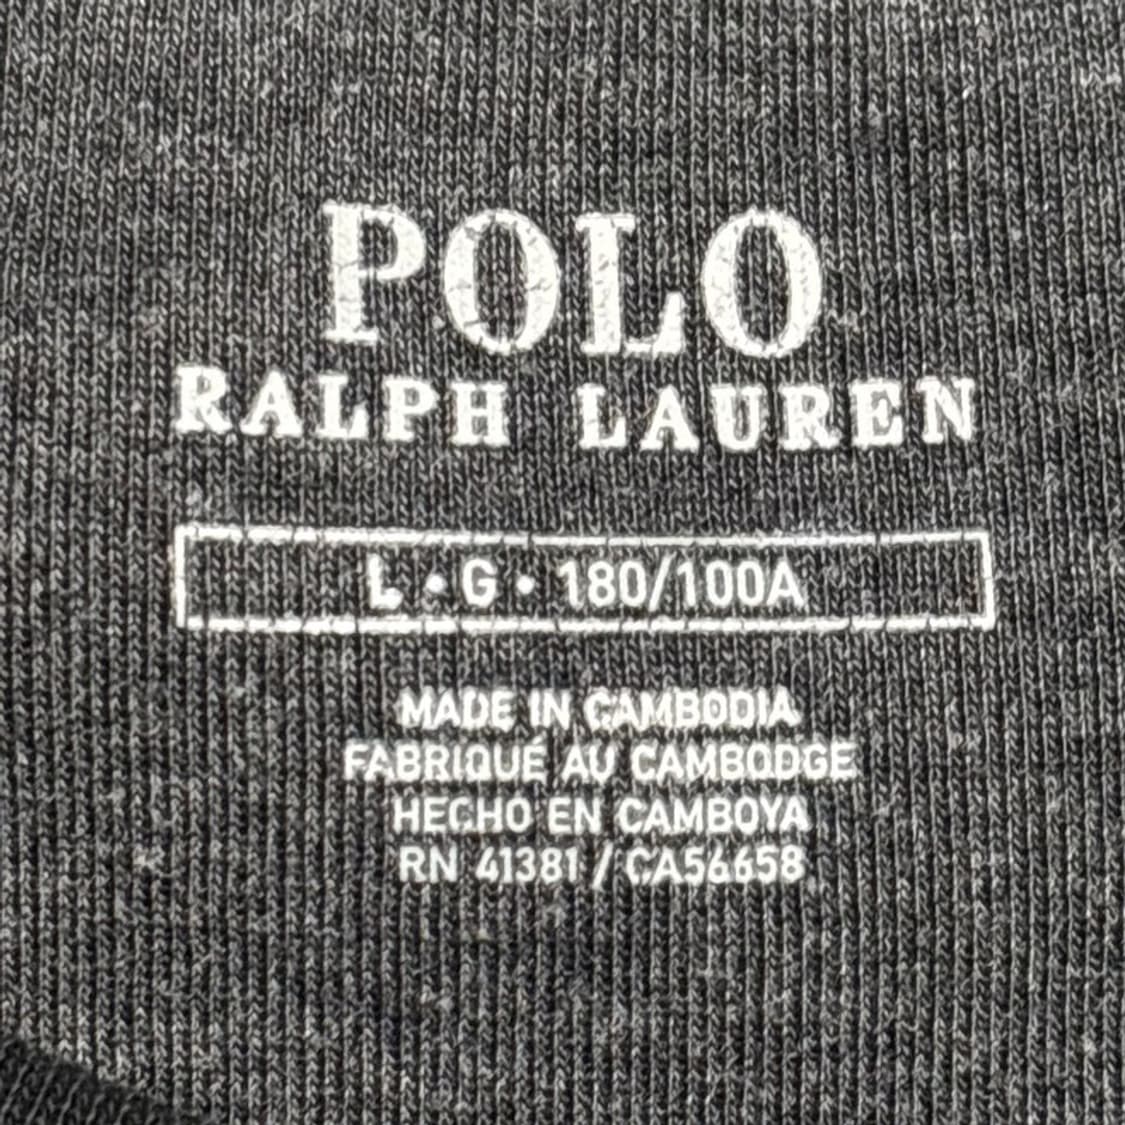 POLO
RALPH LAUREN
L • G • 180/100A
MADE IN CAMBODIA
FABRIQUÉ AU CAMBODGE
HECHO EN CAMBOYA
RN 41381 / CA56658